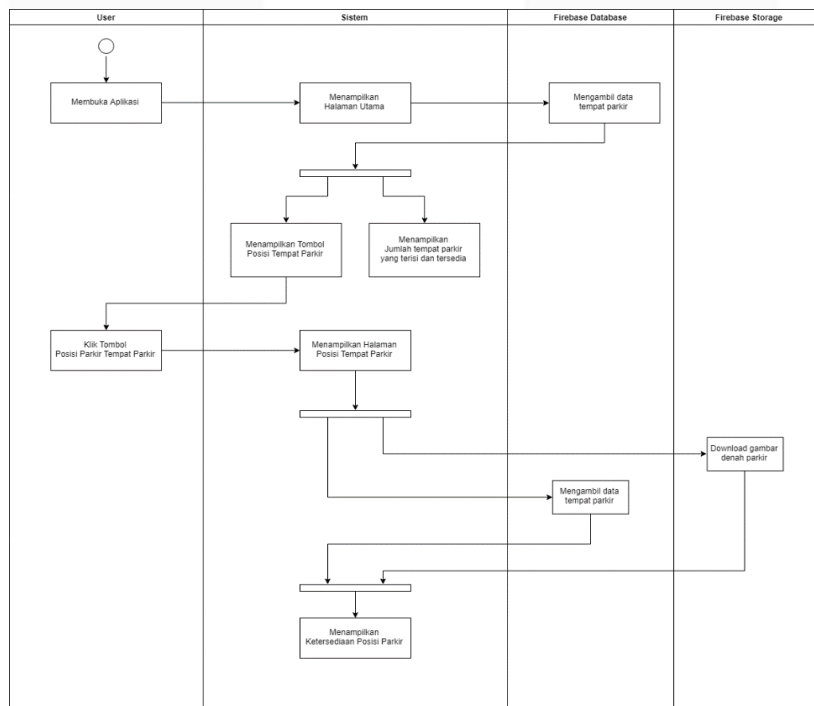 User
Sistem
Firebase Database
Firebase Storage
Membuka Aplikasi
Menampilkan
Halaman Utama
Mengambil data
tempat parkir
Menampilkan Tombol
Posisi Tempat Parkir
Menampilkan
Jumlah tempat parkir
yang terisi dan tersedia
Klik Tombol
Posisi Parkir Tempat Parkir
Menampilkan Halaman
Posisi Tempat Parkir
Download gambar
denah parkir
Mengambil data
tempat parkir
Menampilkan
Ketersediaan Posisi Parkir